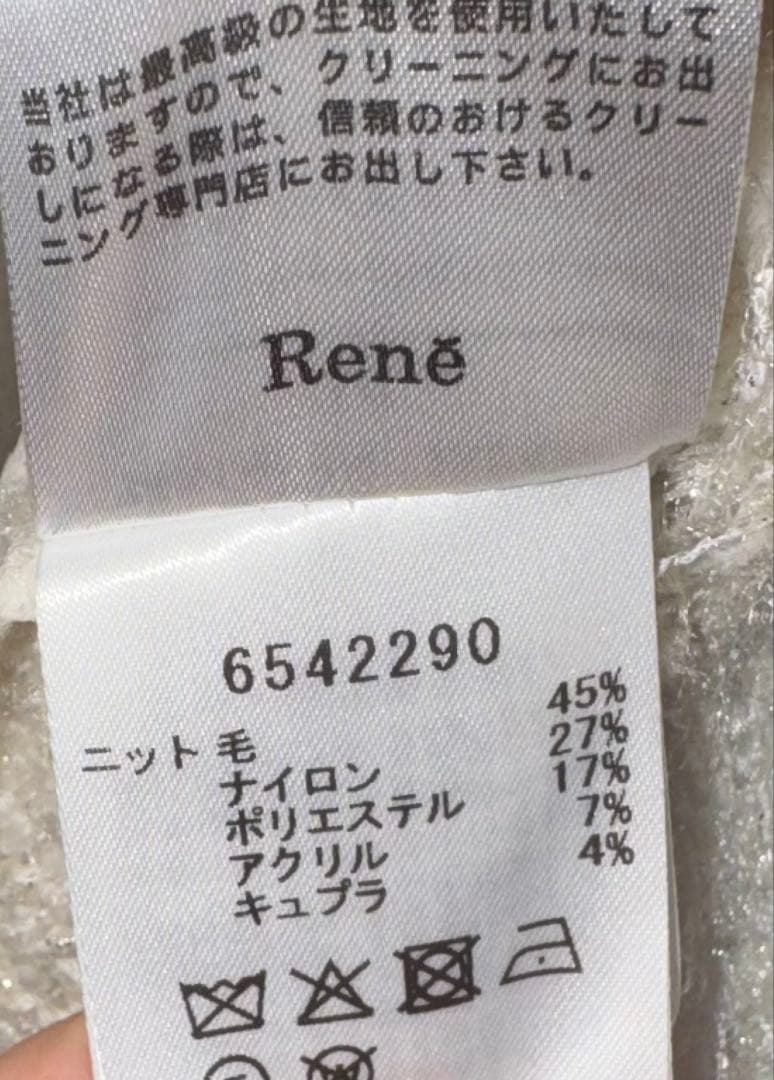 当社は最高級の生地を使用いたして
おりますので、クリーニングにお出
しになる際は、信頼のおけるクリー
ニング専門店にお出し下さい。
Renĕ
6542290
ニット 毛 45%
ナイロン 27%
ポリエステル 17%
アクリル 7%
キュプラ 4%